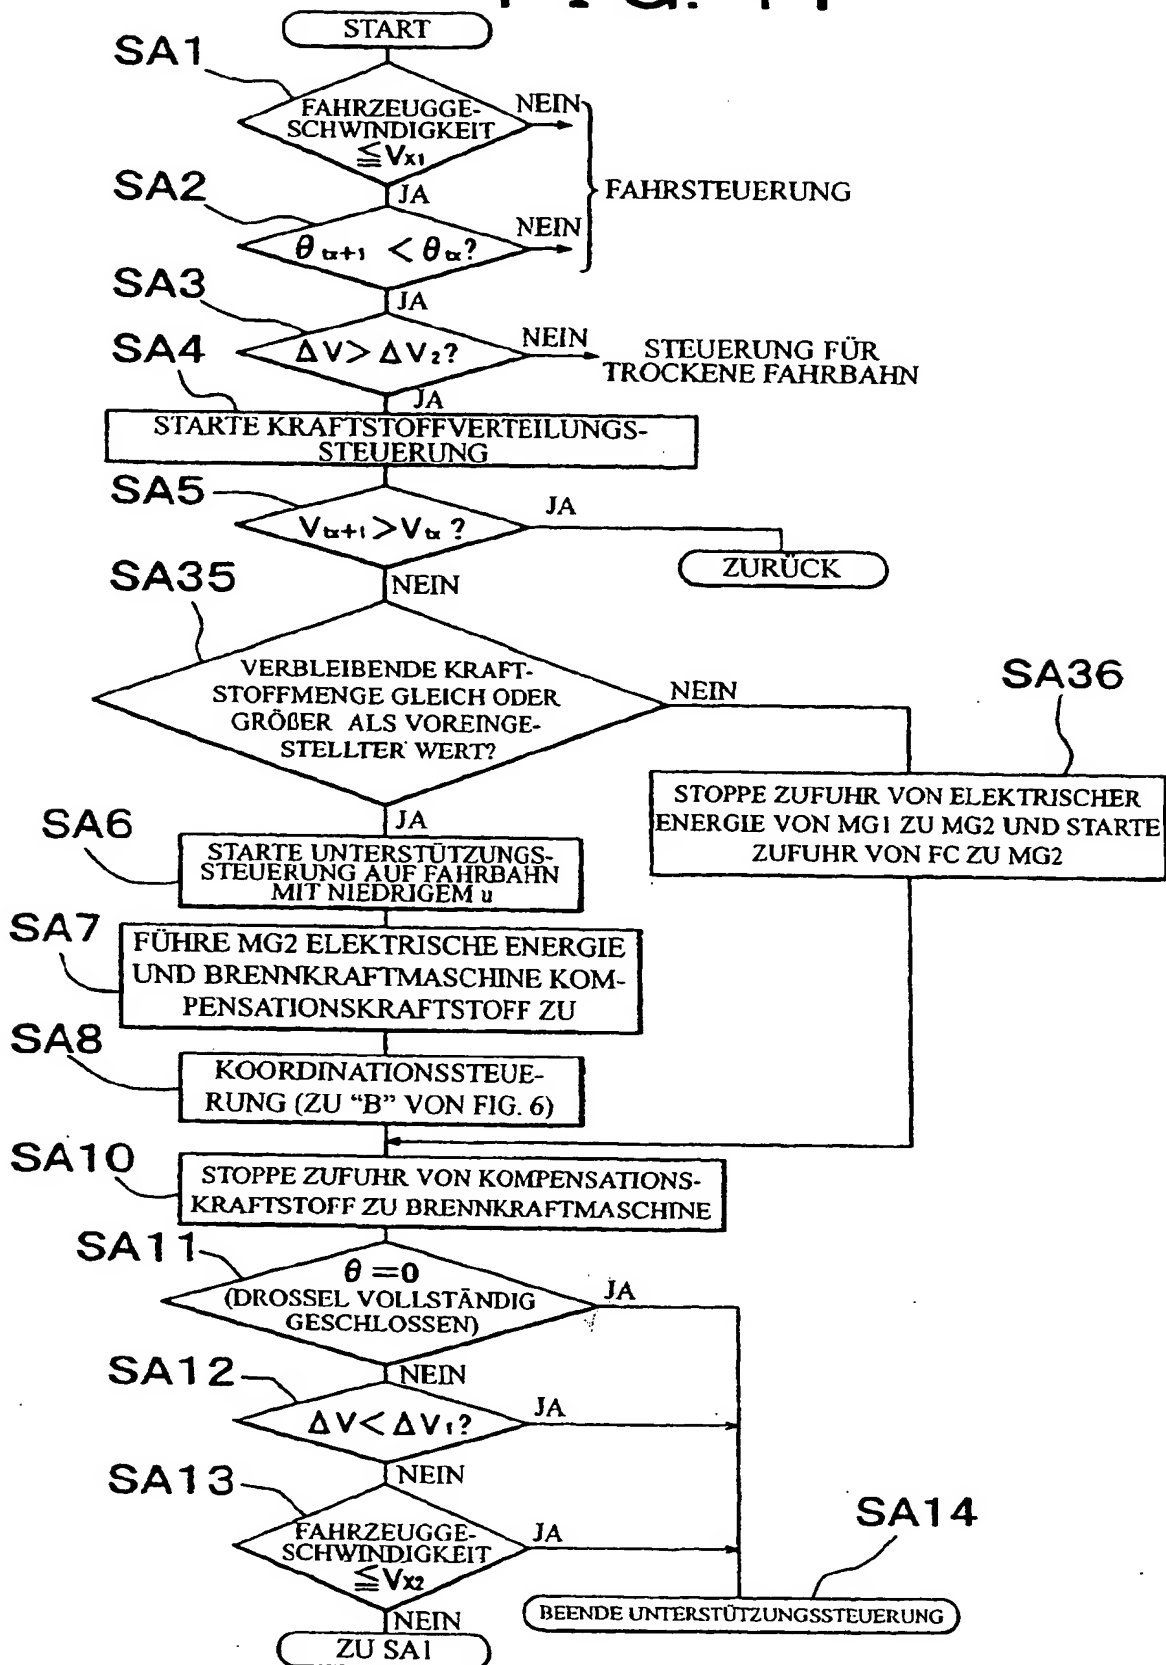 START
SA1
FAHRZEUGGE-
SCHWINDIGKEIT
≦Vx1
NEIN
JA
FAHRSTEUERUNG
SA2
θtx+1 <θtx?
NEIN
JA
SA3
ΔV>ΔV2?
NEIN
STEUERUNG FÜR
TROCKENE FAHRBAHN
JA
SA4
STARTE KRAFTSTOFFVERTEILUNGS-
STEUERUNG
SA5
Vtx+1>Vtx?
JA
ZURÜCK
NEIN
SA35
VERBLEIBENDE KRAFT-
STOFFMENGE GLEICH ODER
GRÖßER ALS VOREINGE-
STELLTER WERT?
NEIN
SA36
STOPPE ZUFUHR VON ELEKTRISCHER
ENERGIE VON MG1 ZU MG2 UND STARTE
ZUFUHR VON FC ZU MG2
JA
SA6
STARTE UNTERSTÜTZUNGS-
STEUERUNG AUF FAHRBAHN
MIT NIEDRIGEM u
SA7
FÜHRE MG2 ELEKTRISCHE ENERGIE
UND BRENNKRAFTMASCHINE KOM-
PENSATIONSKRAFTSTOFF ZU
SA8
KOORDINATIONSSTEUE-
RUNG (ZU “B” VON FIG. 6)
SA10
STOPPE ZUFUHR VON KOMPENSATIONS-
KRAFTSTOFF ZU BRENNKRAFTMASCHINE
SA11
θ=0
(DROSSEL VOLLSTÄNDIG
GESCHLOSSEN)
JA
NEIN
SA12
ΔV<ΔV1?
JA
NEIN
SA13
FAHRZEUGGE-
SCHWINDIGKEIT
≦Vx2
JA
SA14
BEENDE UNTERSTÜTZUNGSSTEUERUNG
NEIN
ZU SA1